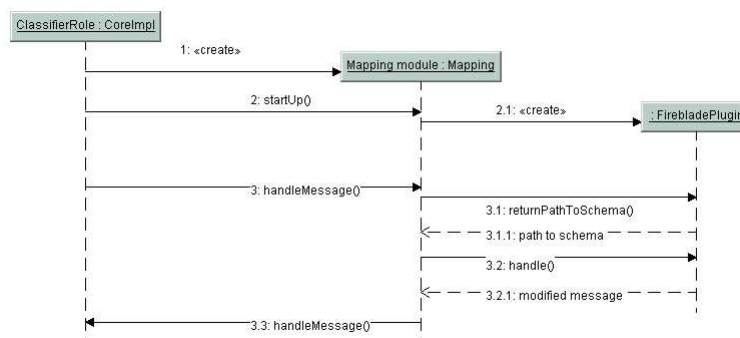 ClassifierRole : CoreImpl
1: «create»
Mapping module : Mapping
2: startUp()
2.1: «create»
: FirebladePlugin
3: handleMessage()
3.1: returnPathToSchema()
3.1.1: path to schema
3.2: handle()
3.2.1: modified message
3.3: handleMessage()